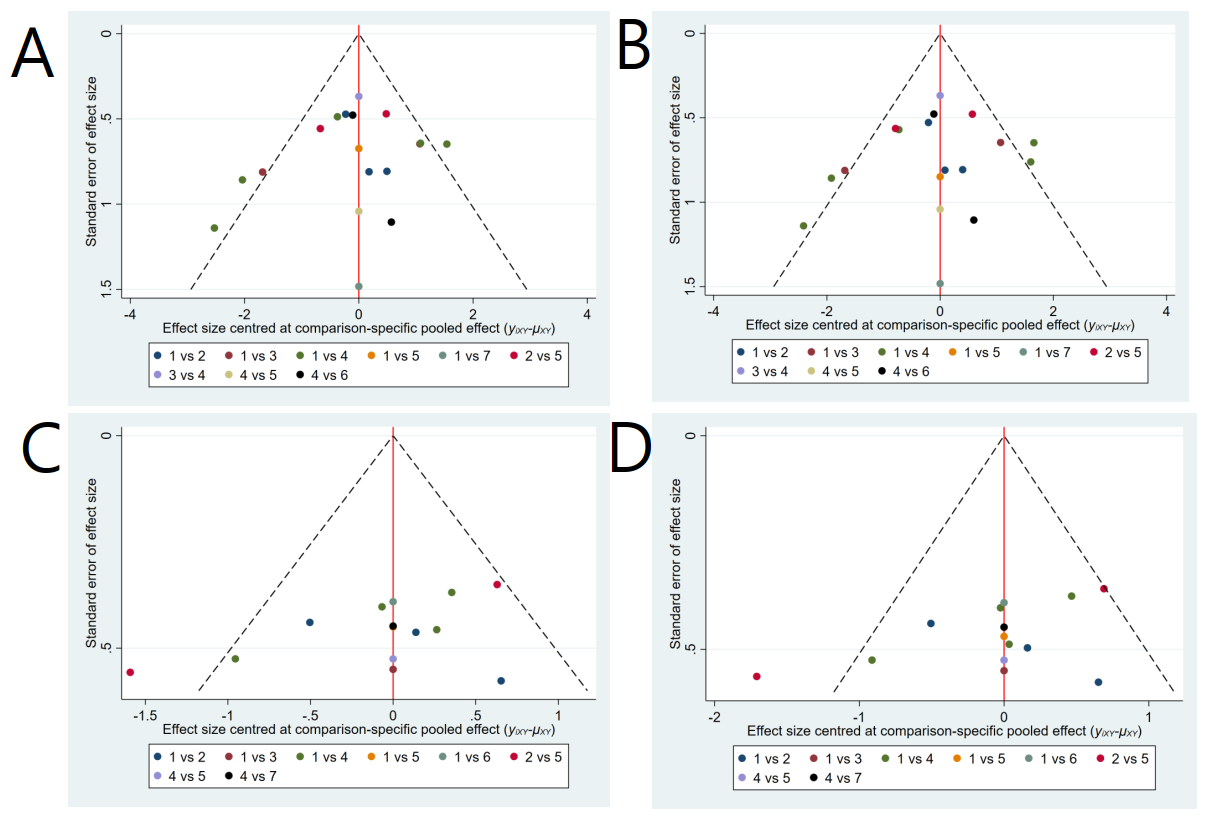 A
Standard error of effect size
0
.5
1
1.5
-4 -2 0 2 4
Effect size centred at comparison-specific pooled effect (yiXY-μXY)
1 vs 2 1 vs 3 1 vs 4 1 vs 5 1 vs 7 2 vs 5
3 vs 4 4 vs 5 4 vs 6
B
Standard error of effect size
0
.5
1
1.5
-4 -2 0 2 4
Effect size centred at comparison-specific pooled effect (yiXY-μXY)
1 vs 2 1 vs 3 1 vs 4 1 vs 5 1 vs 7 2 vs 5
3 vs 4 4 vs 5 4 vs 6
C
Standard error of effect size
0
.5
-1.5 -1 -.5 0 .5 1
Effect size centred at comparison-specific pooled effect (yiXY-μXY)
1 vs 2 1 vs 3 1 vs 4 1 vs 5 1 vs 6 2 vs 5
4 vs 5 4 vs 7
D
Standard error of effect size
0
.5
-2 -1 0 1
Effect size centred at comparison-specific pooled effect (yiXY-μXY)
1 vs 2 1 vs 3 1 vs 4 1 vs 5 1 vs 6 2 vs 5
4 vs 5 4 vs 7